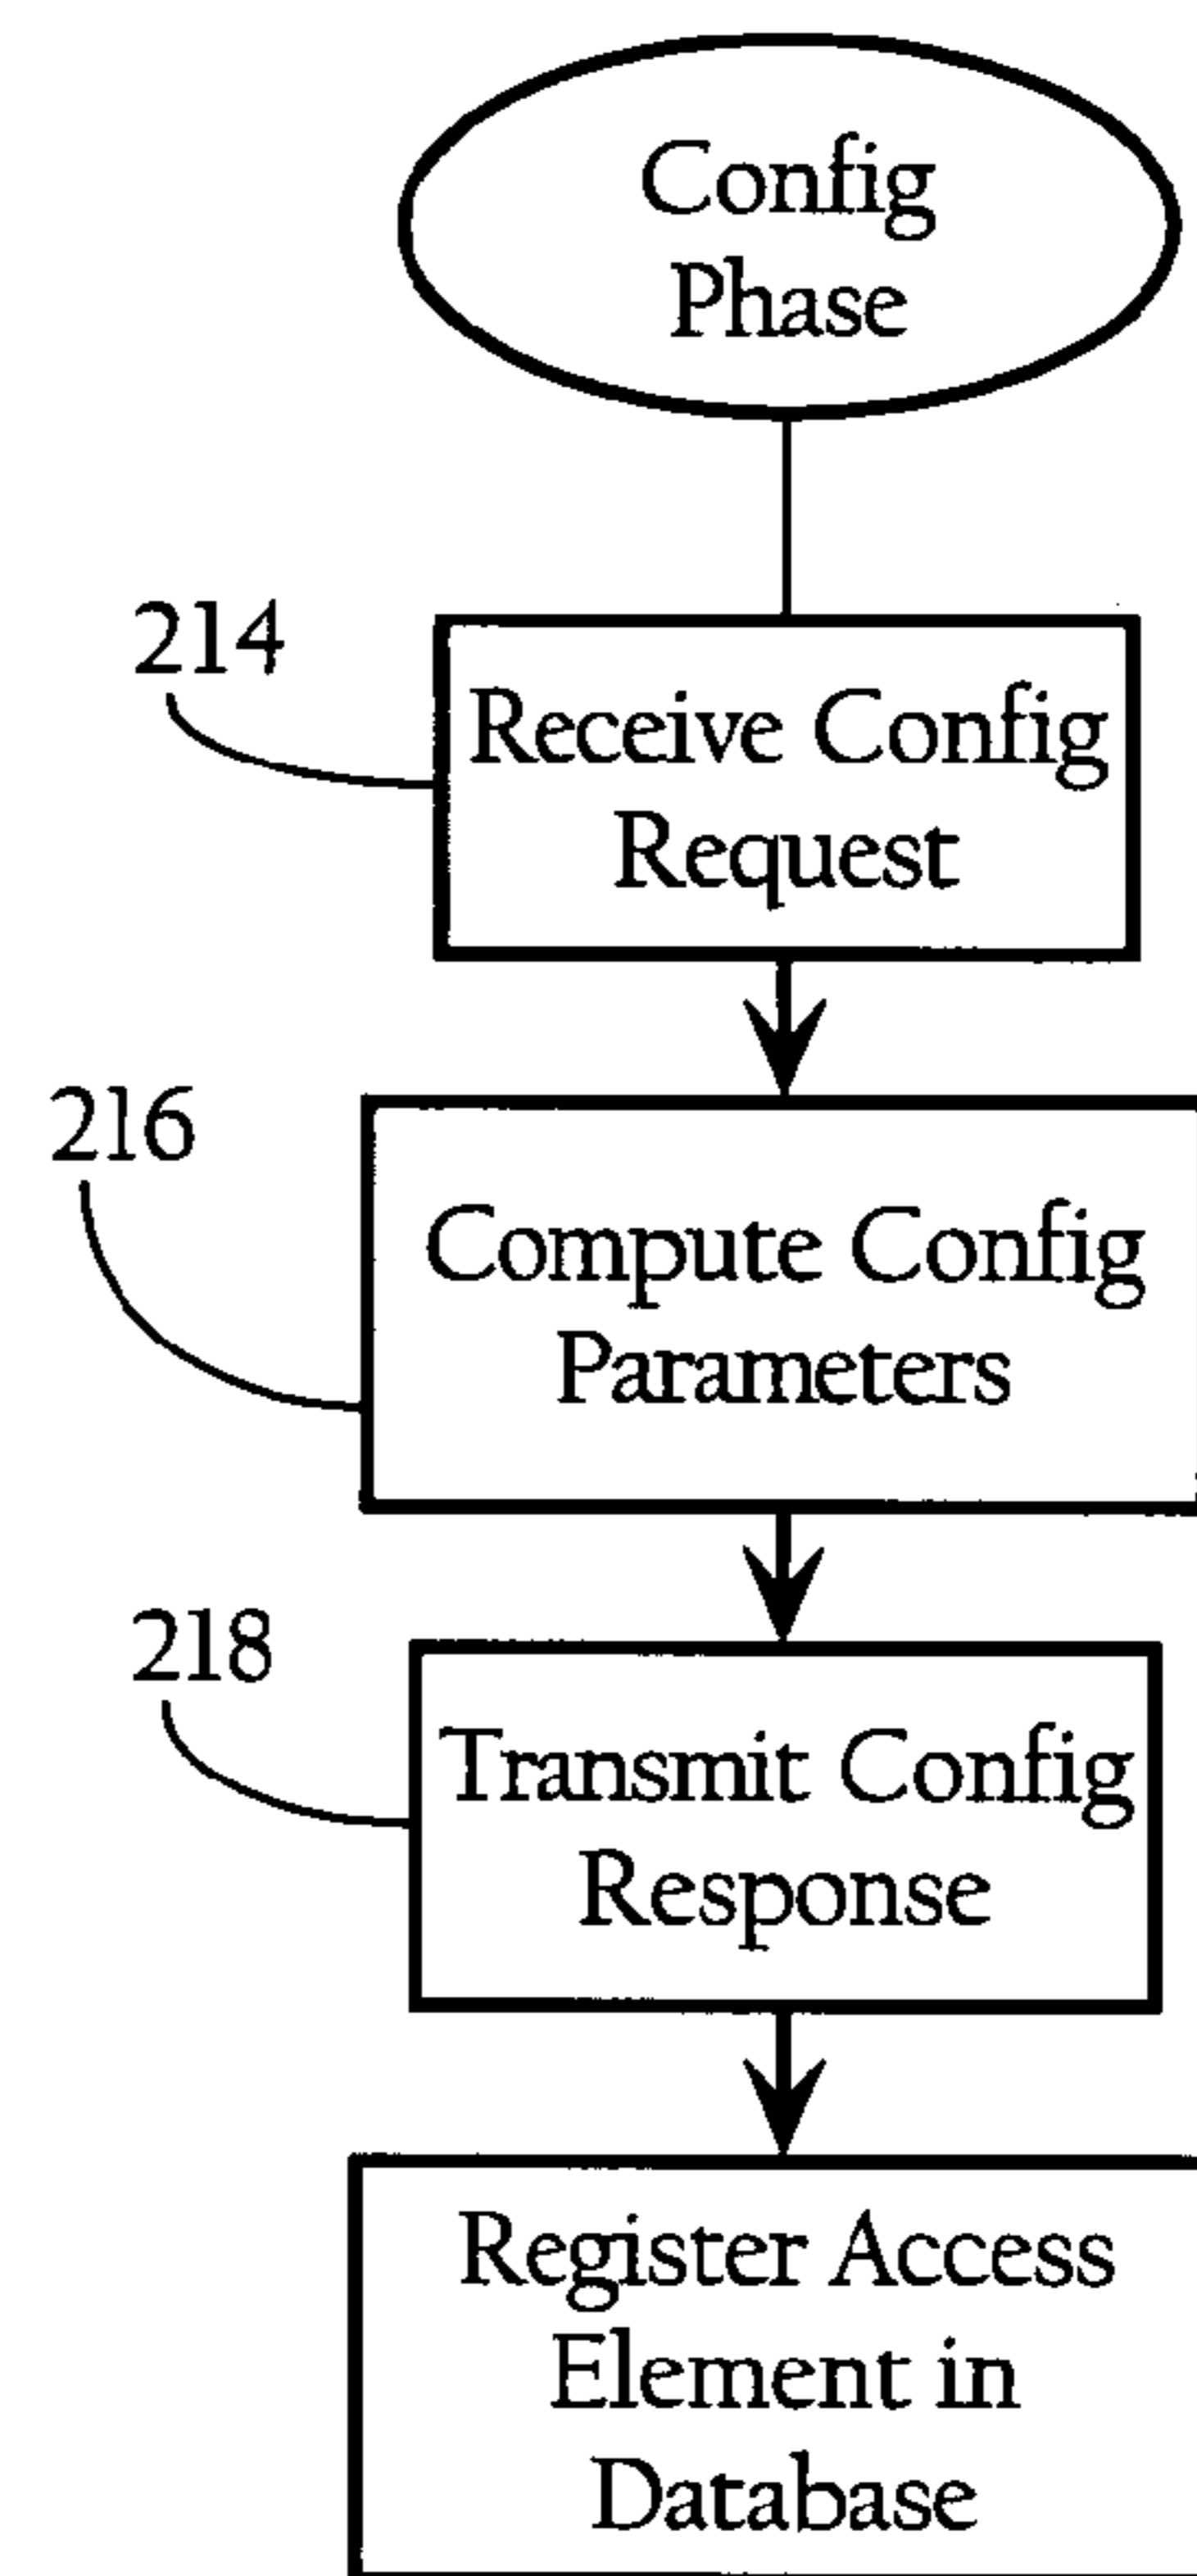 Config
Phase
214
Receive Config
Request
216
Compute Config
Parameters
218
Transmit Config
Response
Register Access
Element in
Database